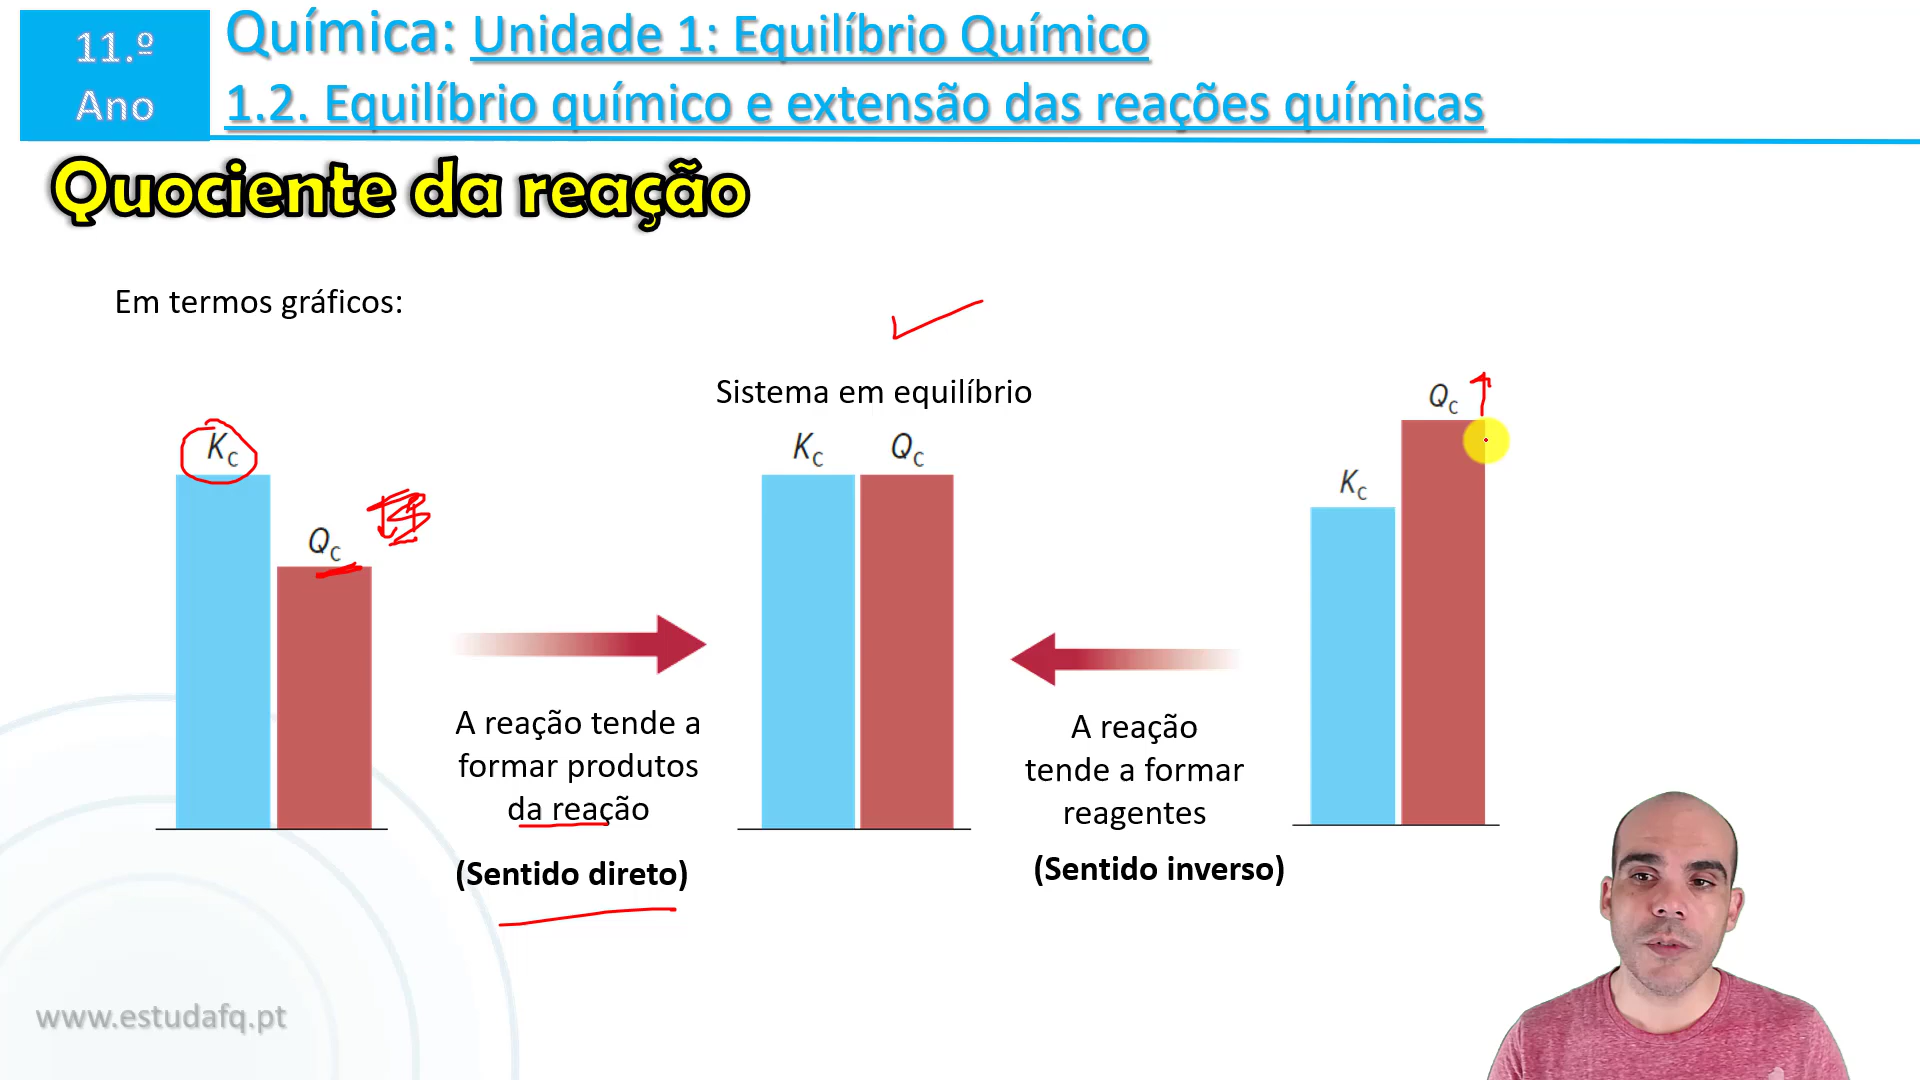 11.º
Ano
Química: Unidade 1: Equilíbrio Químico
1.2. Equilíbrio químico e extensão das reações químicas
Quociente da reação
Em termos gráficos:
Sistema em equilíbrio
Kc
Qc
Kc
Qc
Kc
Qc
A reação tende a
formar produtos
da reação
(Sentido direto)
A reação
tende a formar
reagentes
(Sentido inverso)
www.estudafq.pt